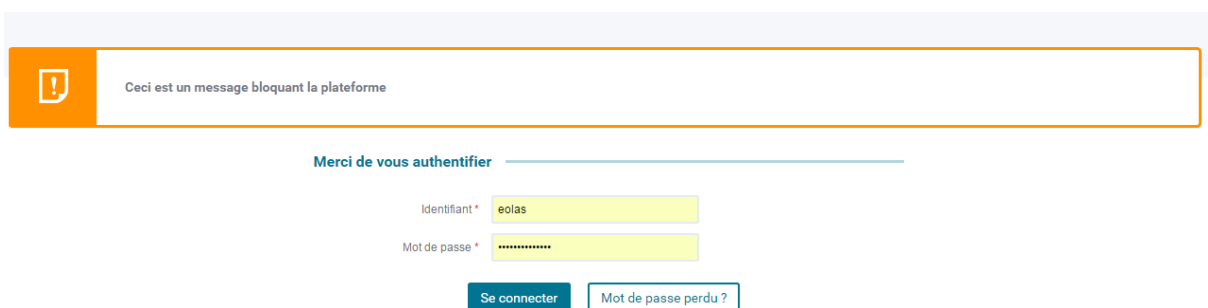 Ceci est un message bloquant la plateforme
Merci de vous authentifier
Identifiant * eolas
Mot de passe * ••••••••••••••
Se connecter Mot de passe perdu ?